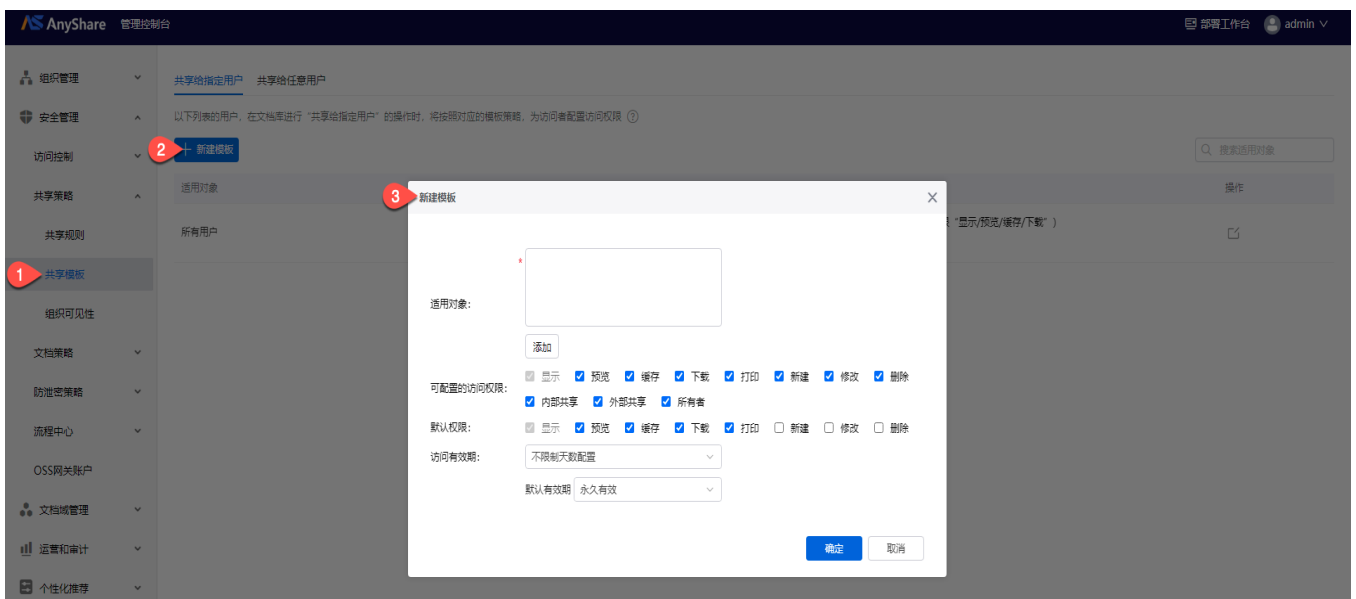 AnyShare 管理控制台 部署工作台 admin
组织管理
安全管理
访问控制
共享策略
共享规则
1 共享模板
组织可见性
文档策略
防泄密策略
流程中心
OSS网关账户
文档域管理
运营和审计
个性化推荐
共享给指定用户 共享给任意用户
以下列表的用户，在文档库进行“共享给指定用户”的操作时，将按照对应的模板策略，为访问者配置访问权限 ?
2 + 新建模板 搜索适用对象
适用对象 操作
所有用户 “显示/预览/缓存/下载”)
3 新建模板
*
适用对象:
添加
可配置的访问权限: 显示 预览 缓存 下载 打印 新建 修改 删除
内部共享 外部共享 所有者
默认权限: 显示 预览 缓存 下载 打印 新建 修改 删除
访问有效期: 不限制天数配置
默认有效期 永久有效
确定 取消